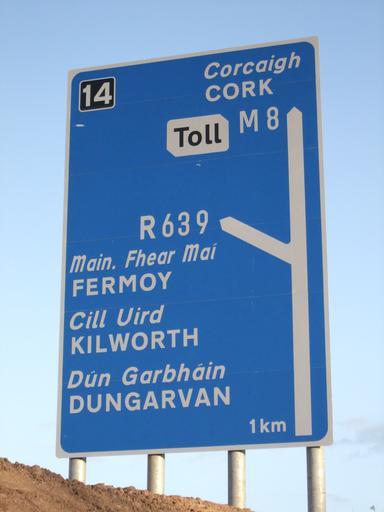 14
Corcaigh
CORK
Toll M8
R639
Main. Fhear Maí
FERMOY
Cill Uird
KILWORTH
Dún Garbháin
DUNGARVAN
1km